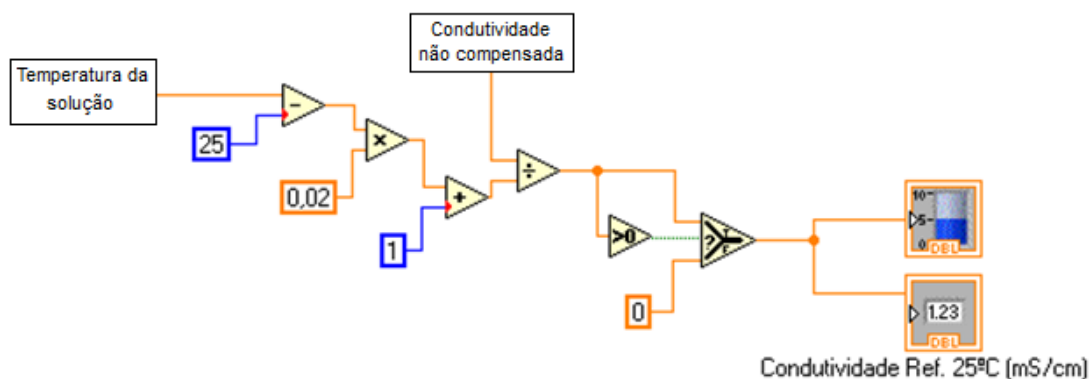 Condutividade
não compensada
Temperatura da
solução
25
0,02
1
>0
?
T
F
0
10
5
0
DBL
1.23
DBL
Condutividade Ref. 25ºC (mS/cm)